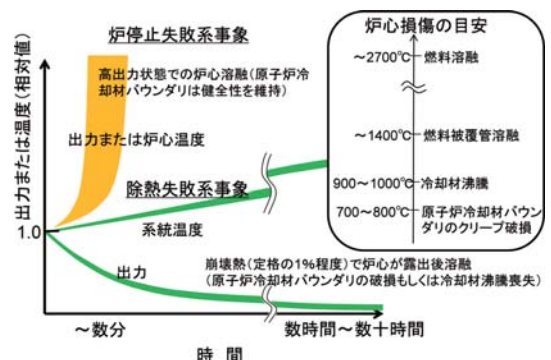 炉停止失敗系事象
高出力状態での炉心溶融(原子炉冷
却材バウンダリは健全性を維持)
出力または炉心温度
除熱失敗系事象
系統温度
出力
崩壊熱(定格の1%程度)で炉心が露出後溶融
(原子炉冷却材バウンダリの破損もしくは冷却材沸騰喪失)
出力または温度(相対値)
1.0
～数分
数時間～数十時間
時 間
炉心損傷の目安
～2700℃ 燃料溶融
～1400℃ 燃料被覆管溶融
900～1000℃ 冷却材沸騰
700～800℃ 原子炉冷却材バウン
ダリのクリープ破損